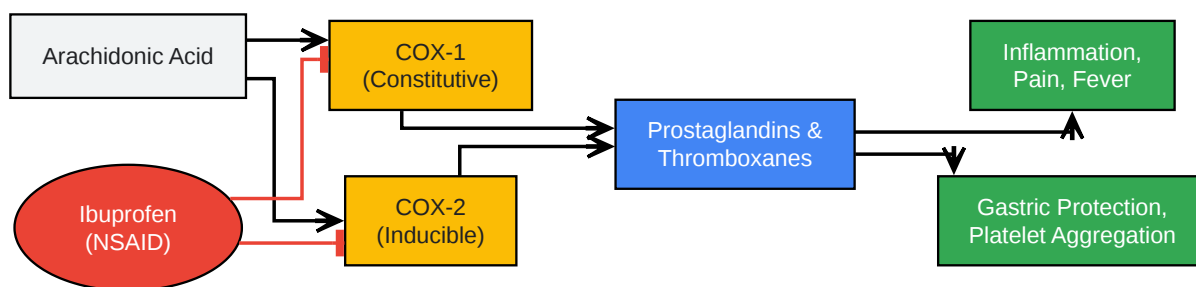 Arachidonic Acid
COX-1
(Constitutive)
Inflammation,
Pain, Fever
Prostaglandins &
Thromboxanes
Ibuprofen
(NSAID)
COX-2
(Inducible)
Gastric Protection,
Platelet Aggregation